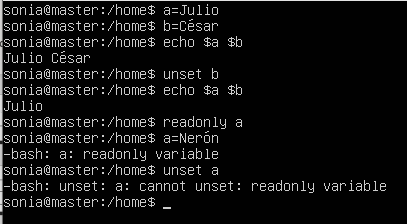 sonia@master:/home$ a=Julio
sonia@master:/home$ b=César
sonia@master:/home$ echo $a $b
Julio César
sonia@master:/home$ unset b
sonia@master:/home$ echo $a $b
Julio
sonia@master:/home$ readonly a
sonia@master:/home$ a=Nerón
-bash: a: readonly variable
sonia@master:/home$ unset a
-bash: unset: a: cannot unset: readonly variable
sonia@master:/home$ _